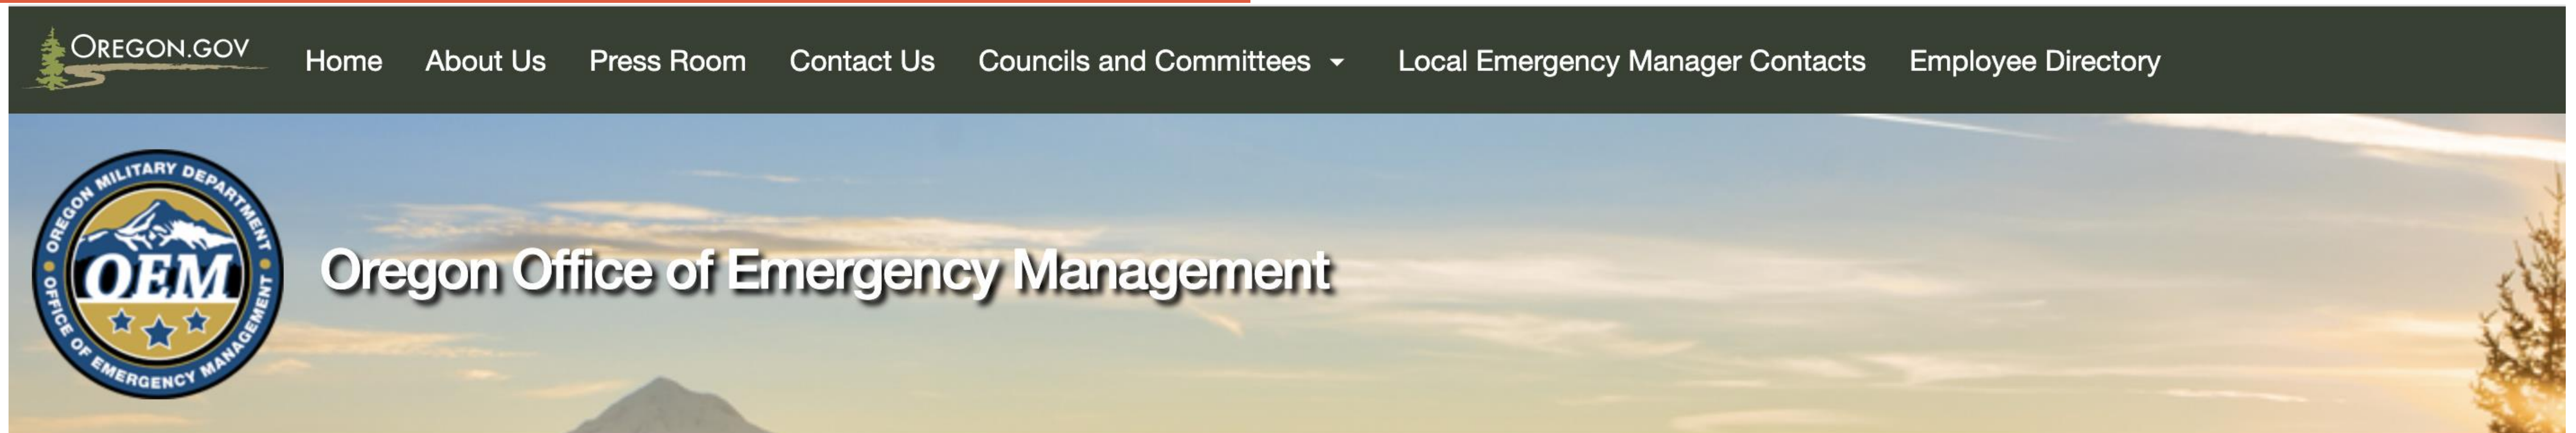 OREGON.GOV
Home About Us Press Room Contact Us Councils and Committees Local Emergency Manager Contacts Employee Directory
OREGON MILITARY DEPARTMENT
OEM
OFFICE OF EMERGENCY MANAGEMENT
Oregon Office of Emergency Management